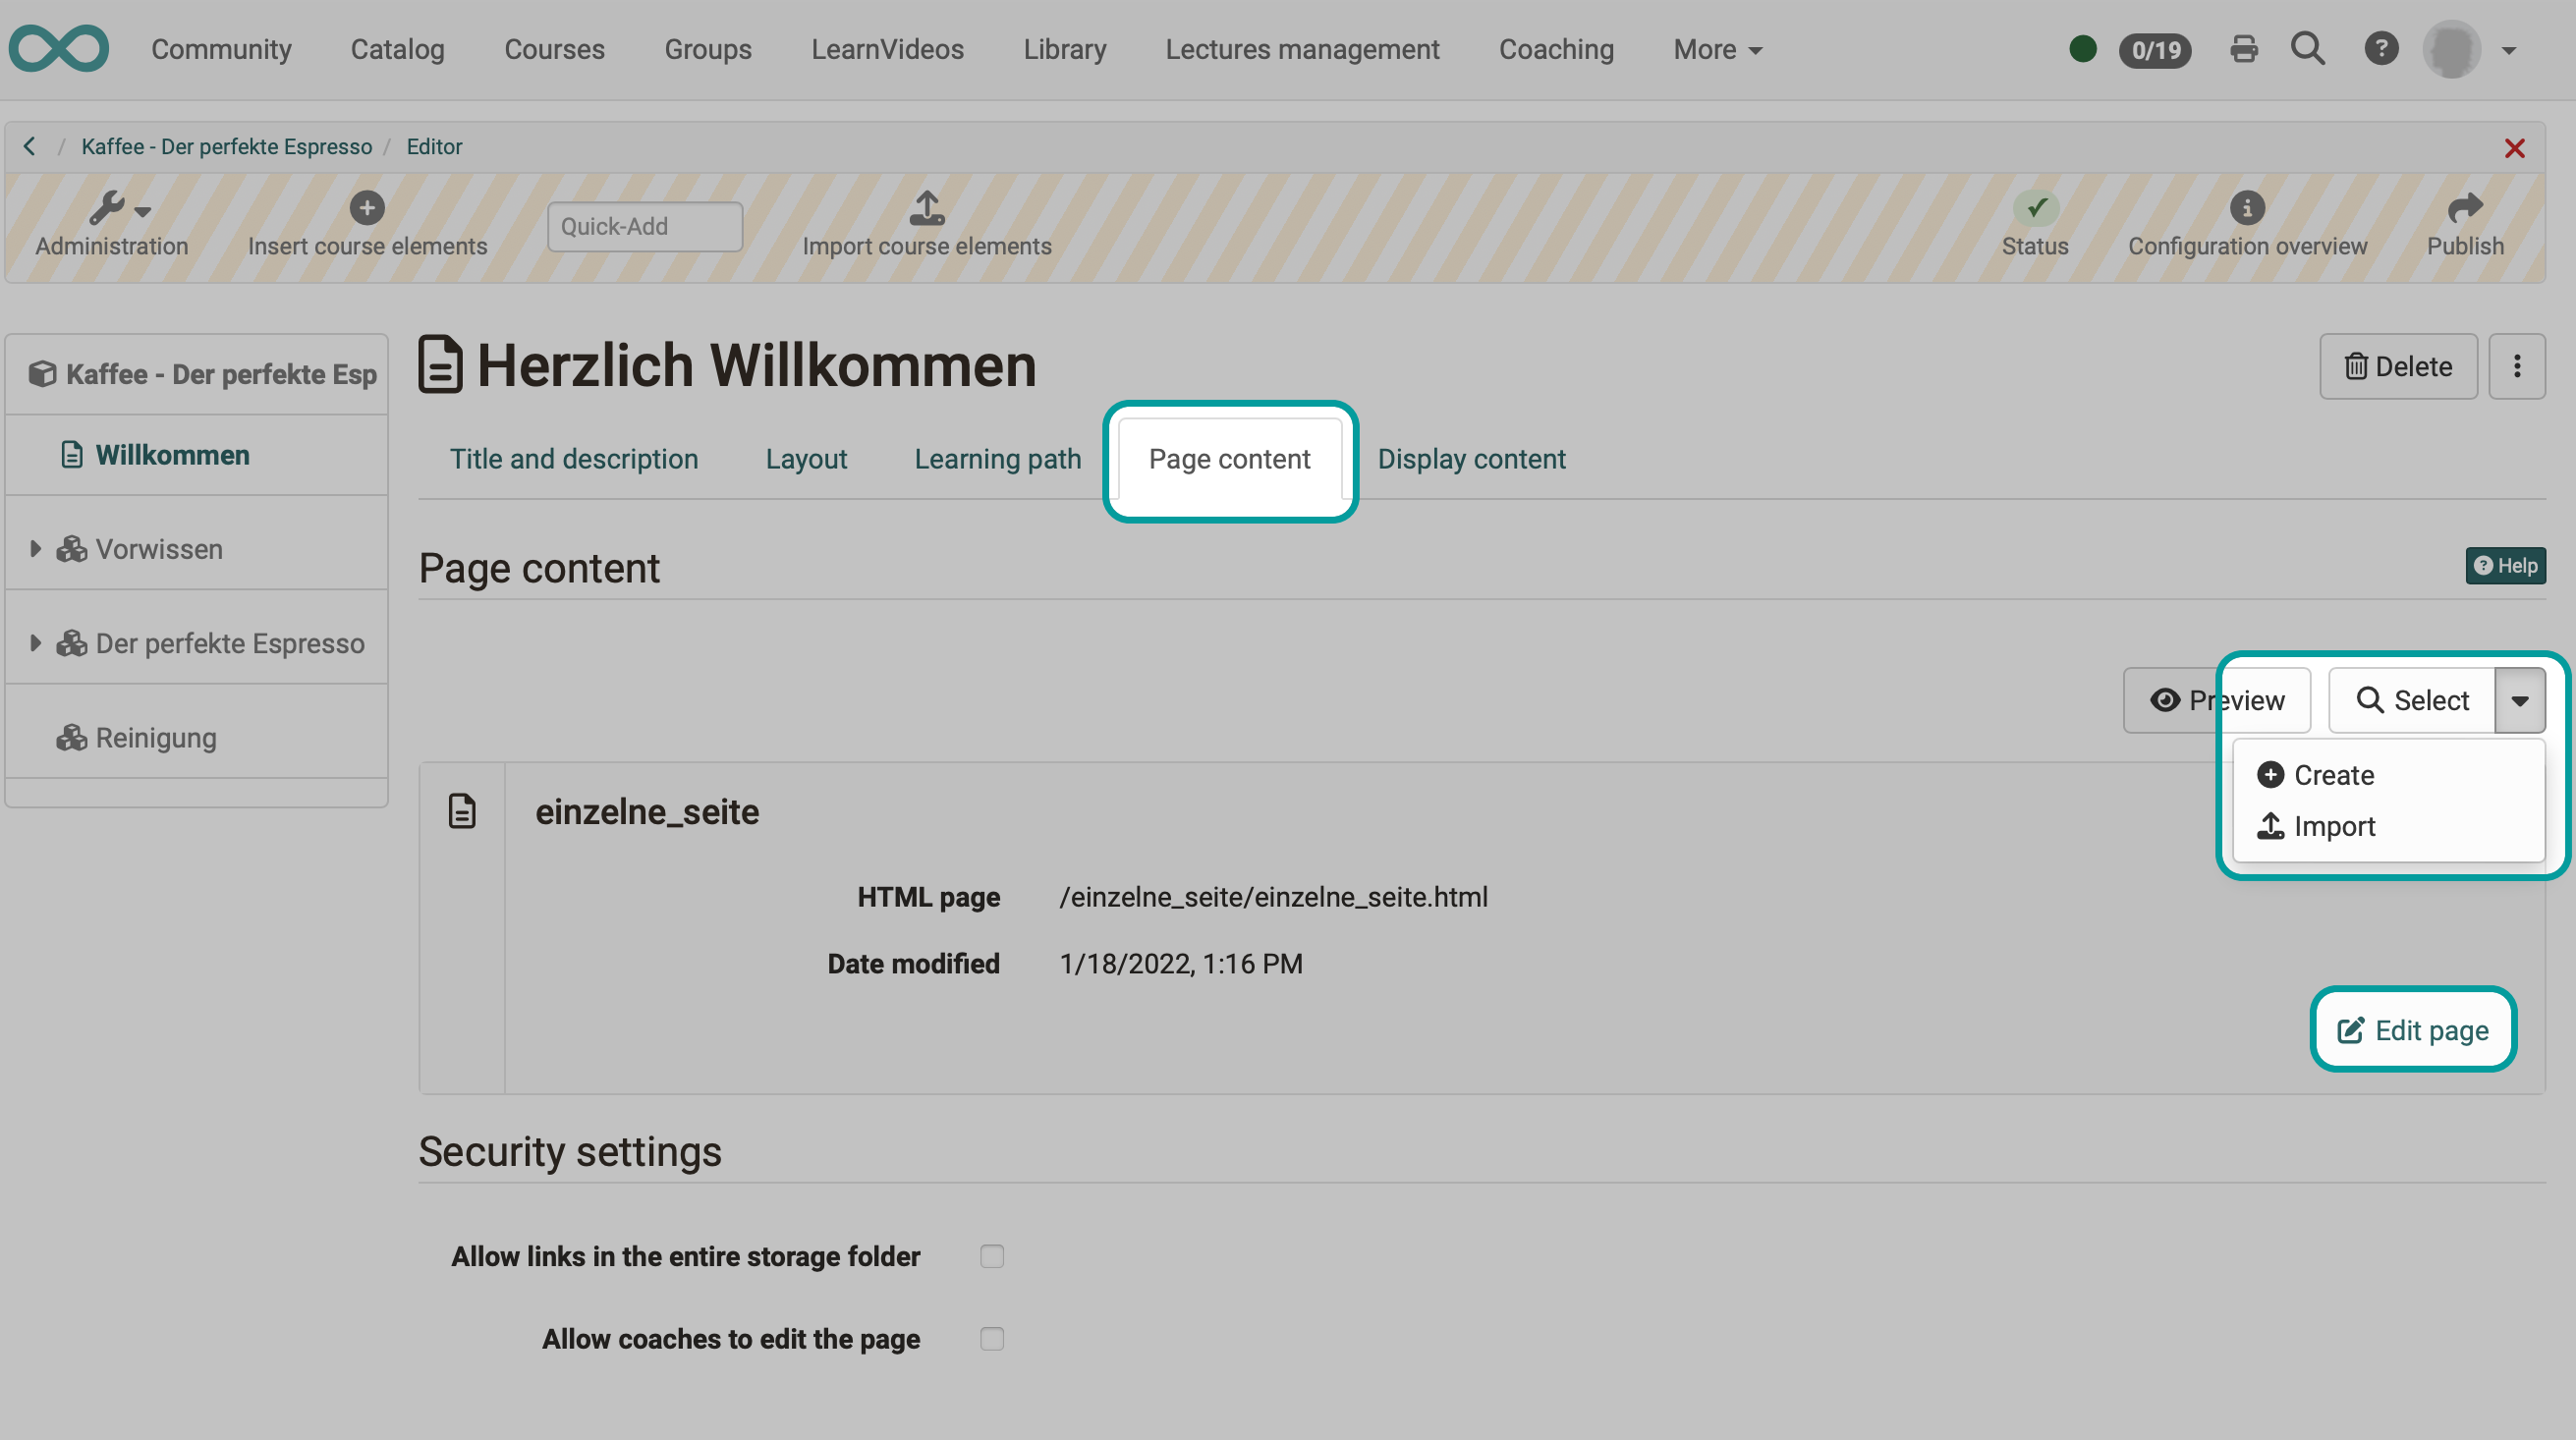 Community Catalog Courses Groups LearnVideos Library Lectures management Coaching More 0/19
/ Kaffee - Der perfekte Espresso / Editor
Administration Insert course elements Quick-Add Import course elements Status Configuration overview Publish
Kaffee - Der perfekte Esp
Willkommen
Vorwissen
Der perfekte Espresso
Reinigung
Herzlich Willkommen
Delete
Title and description Layout Learning path Page content Display content
Page content
Help
Preview Select
Create
Import
einzelne_seite
HTML page /einzelne_seite/einzelne_seite.html
Date modified 1/18/2022, 1:16 PM
Edit page
Security settings
Allow links in the entire storage folder
Allow coaches to edit the page